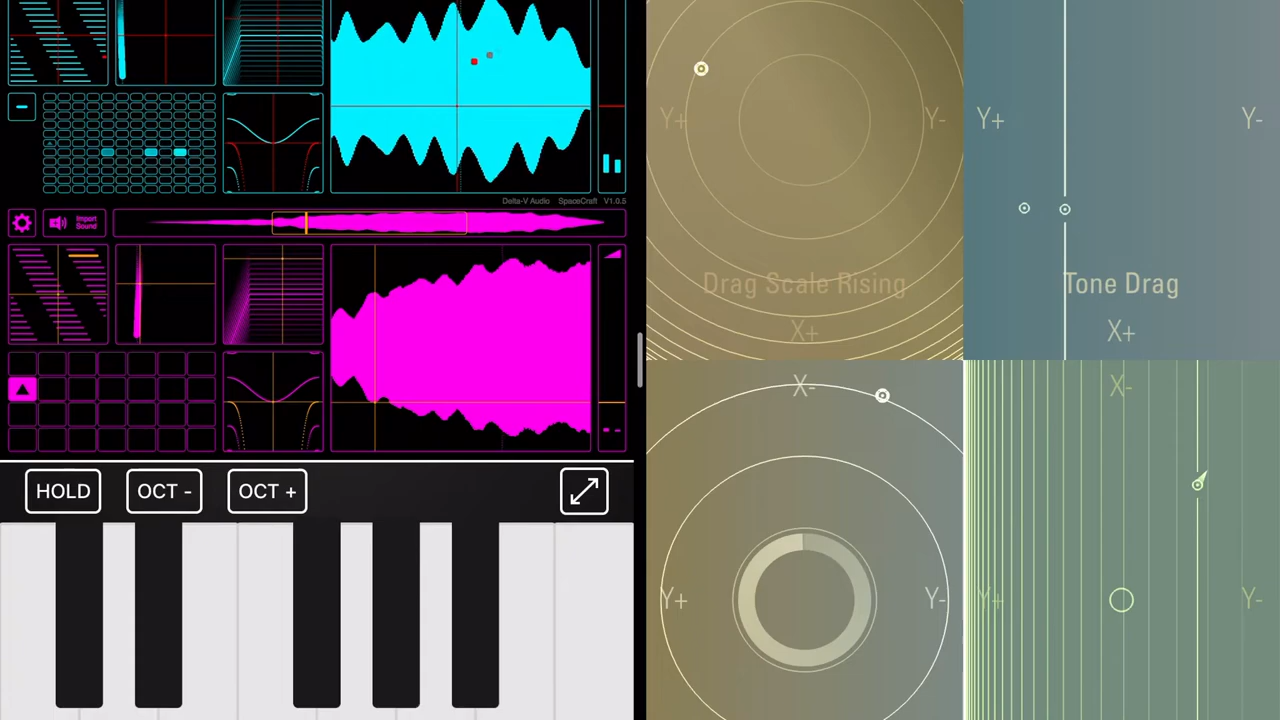 Delta-V Audio SpaceCraft V1.0.5
Import
Sound
HOLD
OCT -
OCT +
Y+
Y-
Drag Scale Rising
X+
Y+
Y-
Tone Drag
X+
X-
Y+
Y-
X-
Y+
Y-